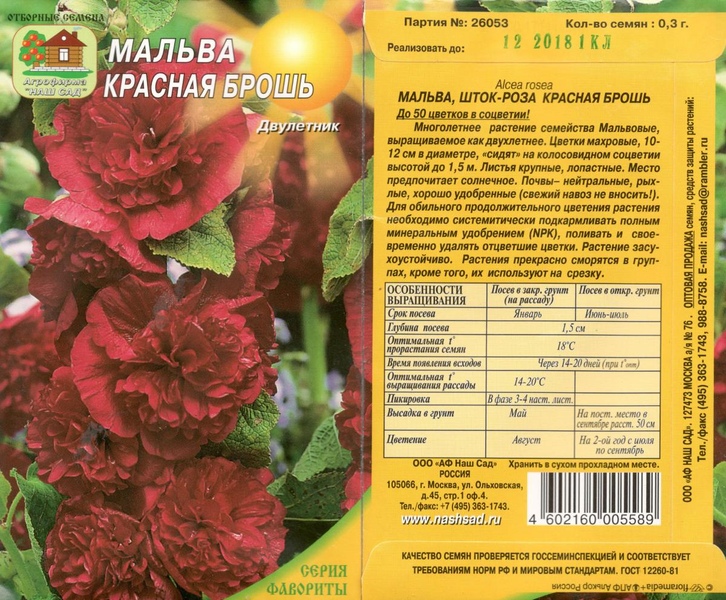 ОТБОРНЫЕ СЕМЕНА
Агрофирма
"НАШ САД"
МАЛЬВА
КРАСНАЯ БРОШЬ
Двулетник
СЕРИЯ
ФАВОРИТЫ
Партия №: 26053 Кол-во семян : 0,3 г.
Реализовать до: 12 2018 1 КЛ
Alcea rosea
МАЛЬВА, ШТОК-РОЗА КРАСНАЯ БРОШЬ
До 50 цветков в соцветии!
Многолетнее растение семейства Мальвовые,
выращиваемое как двухлетнее. Цветки махровые, 10-
12 см в диаметре, «сидят» на колосовидном соцветии
высотой до 1,5 м. Листья крупные, лопастные. Место
предпочитает солнечное. Почвы– нейтральные, рых-
лые, хорошо удобренные (свежий навоз не вносить!).
Для обильного продолжительного цветения растения
необходимо систематически подкармливать полным
минеральным удобрением (NPK), поливать и свое-
временно удалять отцветшие цветки. Растение засу-
хоустойчиво. Растения прекрасно сморятся в груп-
пах, кроме того, их используют на срезку.
ОСОБЕННОСТИ ВЫРАЩИВАНИЯ Посев в закр. грунт (на рассаду) Посев в откр. грунт
Срок посева Январь Июнь-июль
Глубина посева 1,5 см
Оптимальная t° прорастания семян 18°C
Время появления всходов Через 14-20 дней (при t°опт)
Оптимальная t° выращивания рассады 14-20°C
Пикировка В фазе 3-4 наст. лист.
Высадка в грунт Май На пост. место в сентябре расст. 50 см
Цветение Август На 2-ой год с июля по сентябрь
ООО «АФ Наш Сад» Хранить в сухом прохладном месте.
РОССИЯ
105066, г. Москва, ул. Ольховская,
д.45, стр.1 оф.4.
Тел./факс: +7 (495) 363-1743.
www.nashsad.ru
4 602160 005589
КАЧЕСТВО СЕМЯН ПРОВЕРЯЕТСЯ ГОССЕМИНСПЕКЦИЕЙ И СООТВЕТСТВУЕТ
ТРЕБОВАНИЯМ НОРМ РФ И МИРОВЫМ СТАНДАРТАМ. ГОСТ 12260-81
ООО «АФ НАШ САД». 127473 МОСКВА а/я № 76 . ОПТОВАЯ ПРОДАЖА семян, средств защиты растений:
Тел./факс (495) 363-1743, 988-8758. E-mail: nashsad@rambler.ru
© floramedia + АПФ Алькор Россия